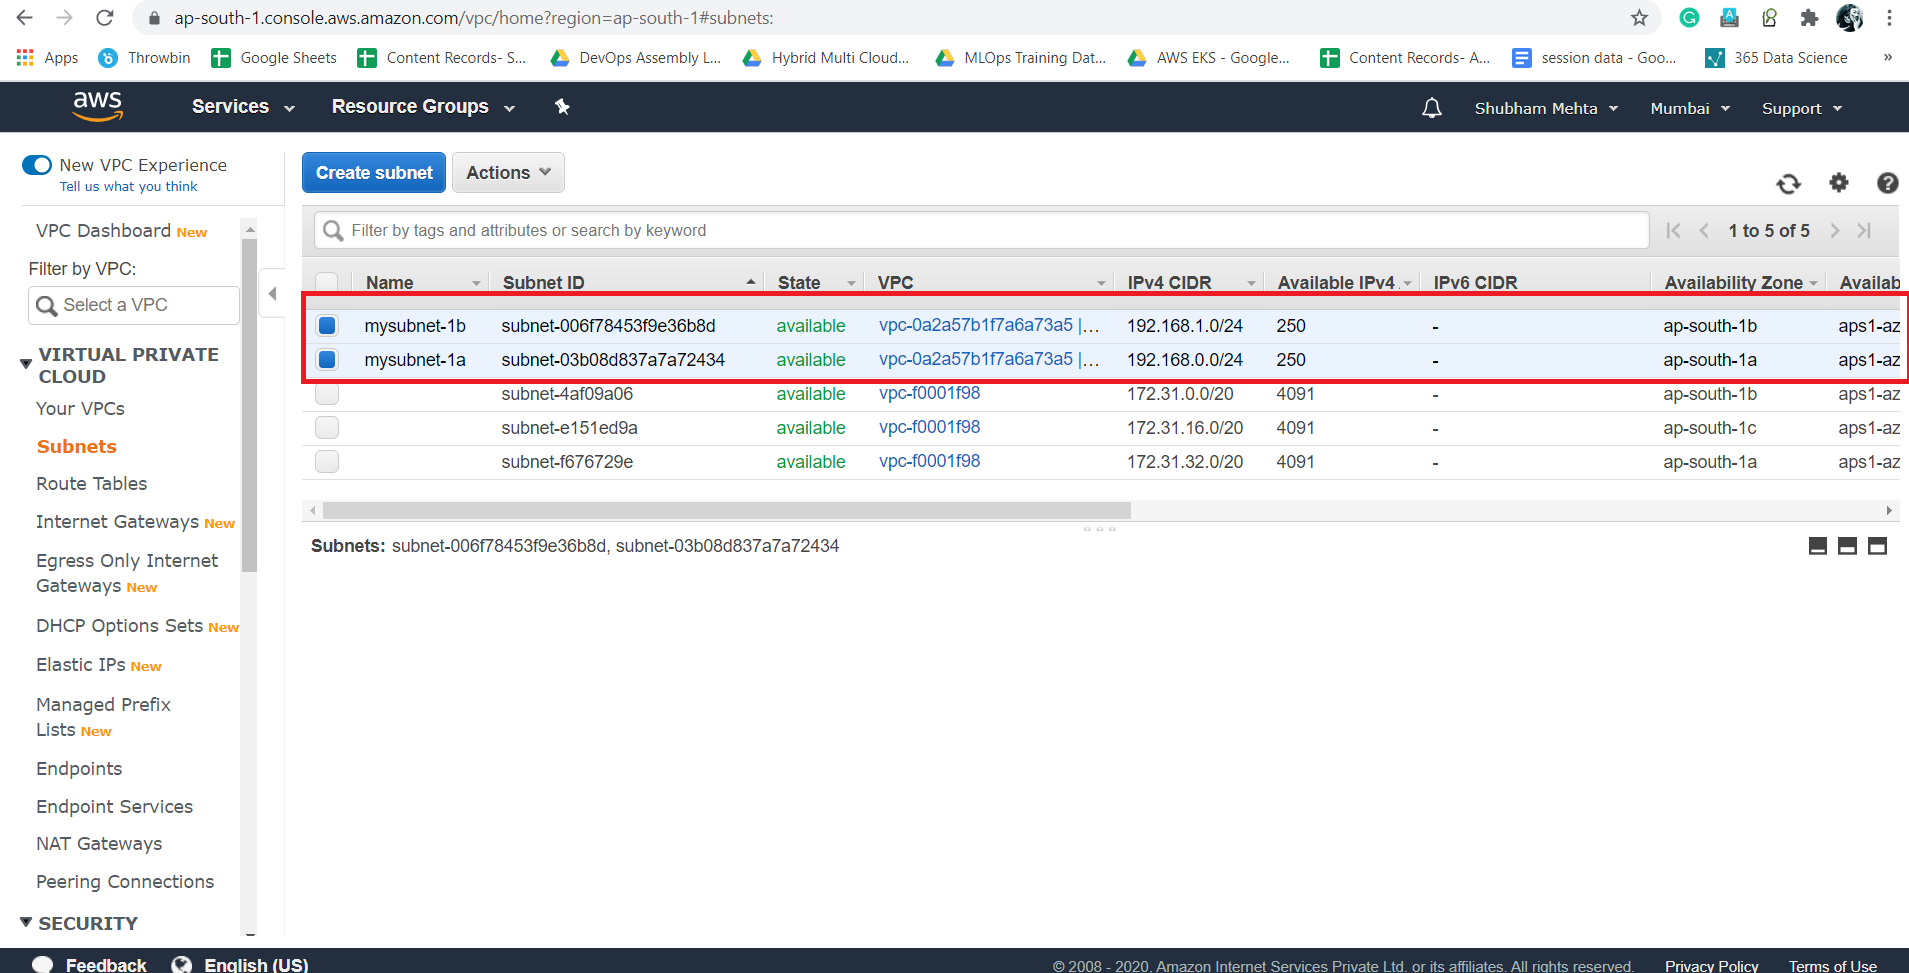 ap-south-1.console.aws.amazon.com/vpc/home?region=ap-south-1#subnets:
Apps Throwbin Google Sheets Content Records- S... DevOps Assembly L... Hybrid Multi Cloud... MLOps Training Dat... AWS EKS - Google... Content Records- A... session data - Goo... 365 Data Science »
aws Services Resource Groups Shubham Mehta Mumbai Support
New VPC Experience
Tell us what you think
Create subnet Actions
VPC Dashboard New
Filter by VPC:
Select a VPC
VIRTUAL PRIVATE
CLOUD
Your VPCs
Subnets
Route Tables
Internet Gateways New
Egress Only Internet
Gateways New
DHCP Options Sets New
Elastic IPs New
Managed Prefix
Lists New
Endpoints
Endpoint Services
NAT Gateways
Peering Connections
SECURITY
Filter by tags and attributes or search by keyword 1 to 5 of 5
Name Subnet ID State VPC IPv4 CIDR Available IPv4 IPv6 CIDR Availability Zone Availab
mysubnet-1b subnet-006f78453f9e36b8d available vpc-0a2a57b1f7a6a73a5 |... 192.168.1.0/24 250 - ap-south-1b aps1-az
mysubnet-1a subnet-03b08d837a7a72434 available vpc-0a2a57b1f7a6a73a5 |... 192.168.0.0/24 250 - ap-south-1a aps1-az
subnet-4af09a06 available vpc-f0001f98 172.31.0.0/20 4091 - ap-south-1b aps1-az
subnet-e151ed9a available vpc-f0001f98 172.31.16.0/20 4091 - ap-south-1c aps1-az
subnet-f676729e available vpc-f0001f98 172.31.32.0/20 4091 - ap-south-1a aps1-az
Subnets: subnet-006f78453f9e36b8d, subnet-03b08d837a7a72434
Feedback English (US) © 2008 - 2020, Amazon Internet Services Private Ltd. or its affiliates. All rights reserved. Privacy Policy Terms of Use